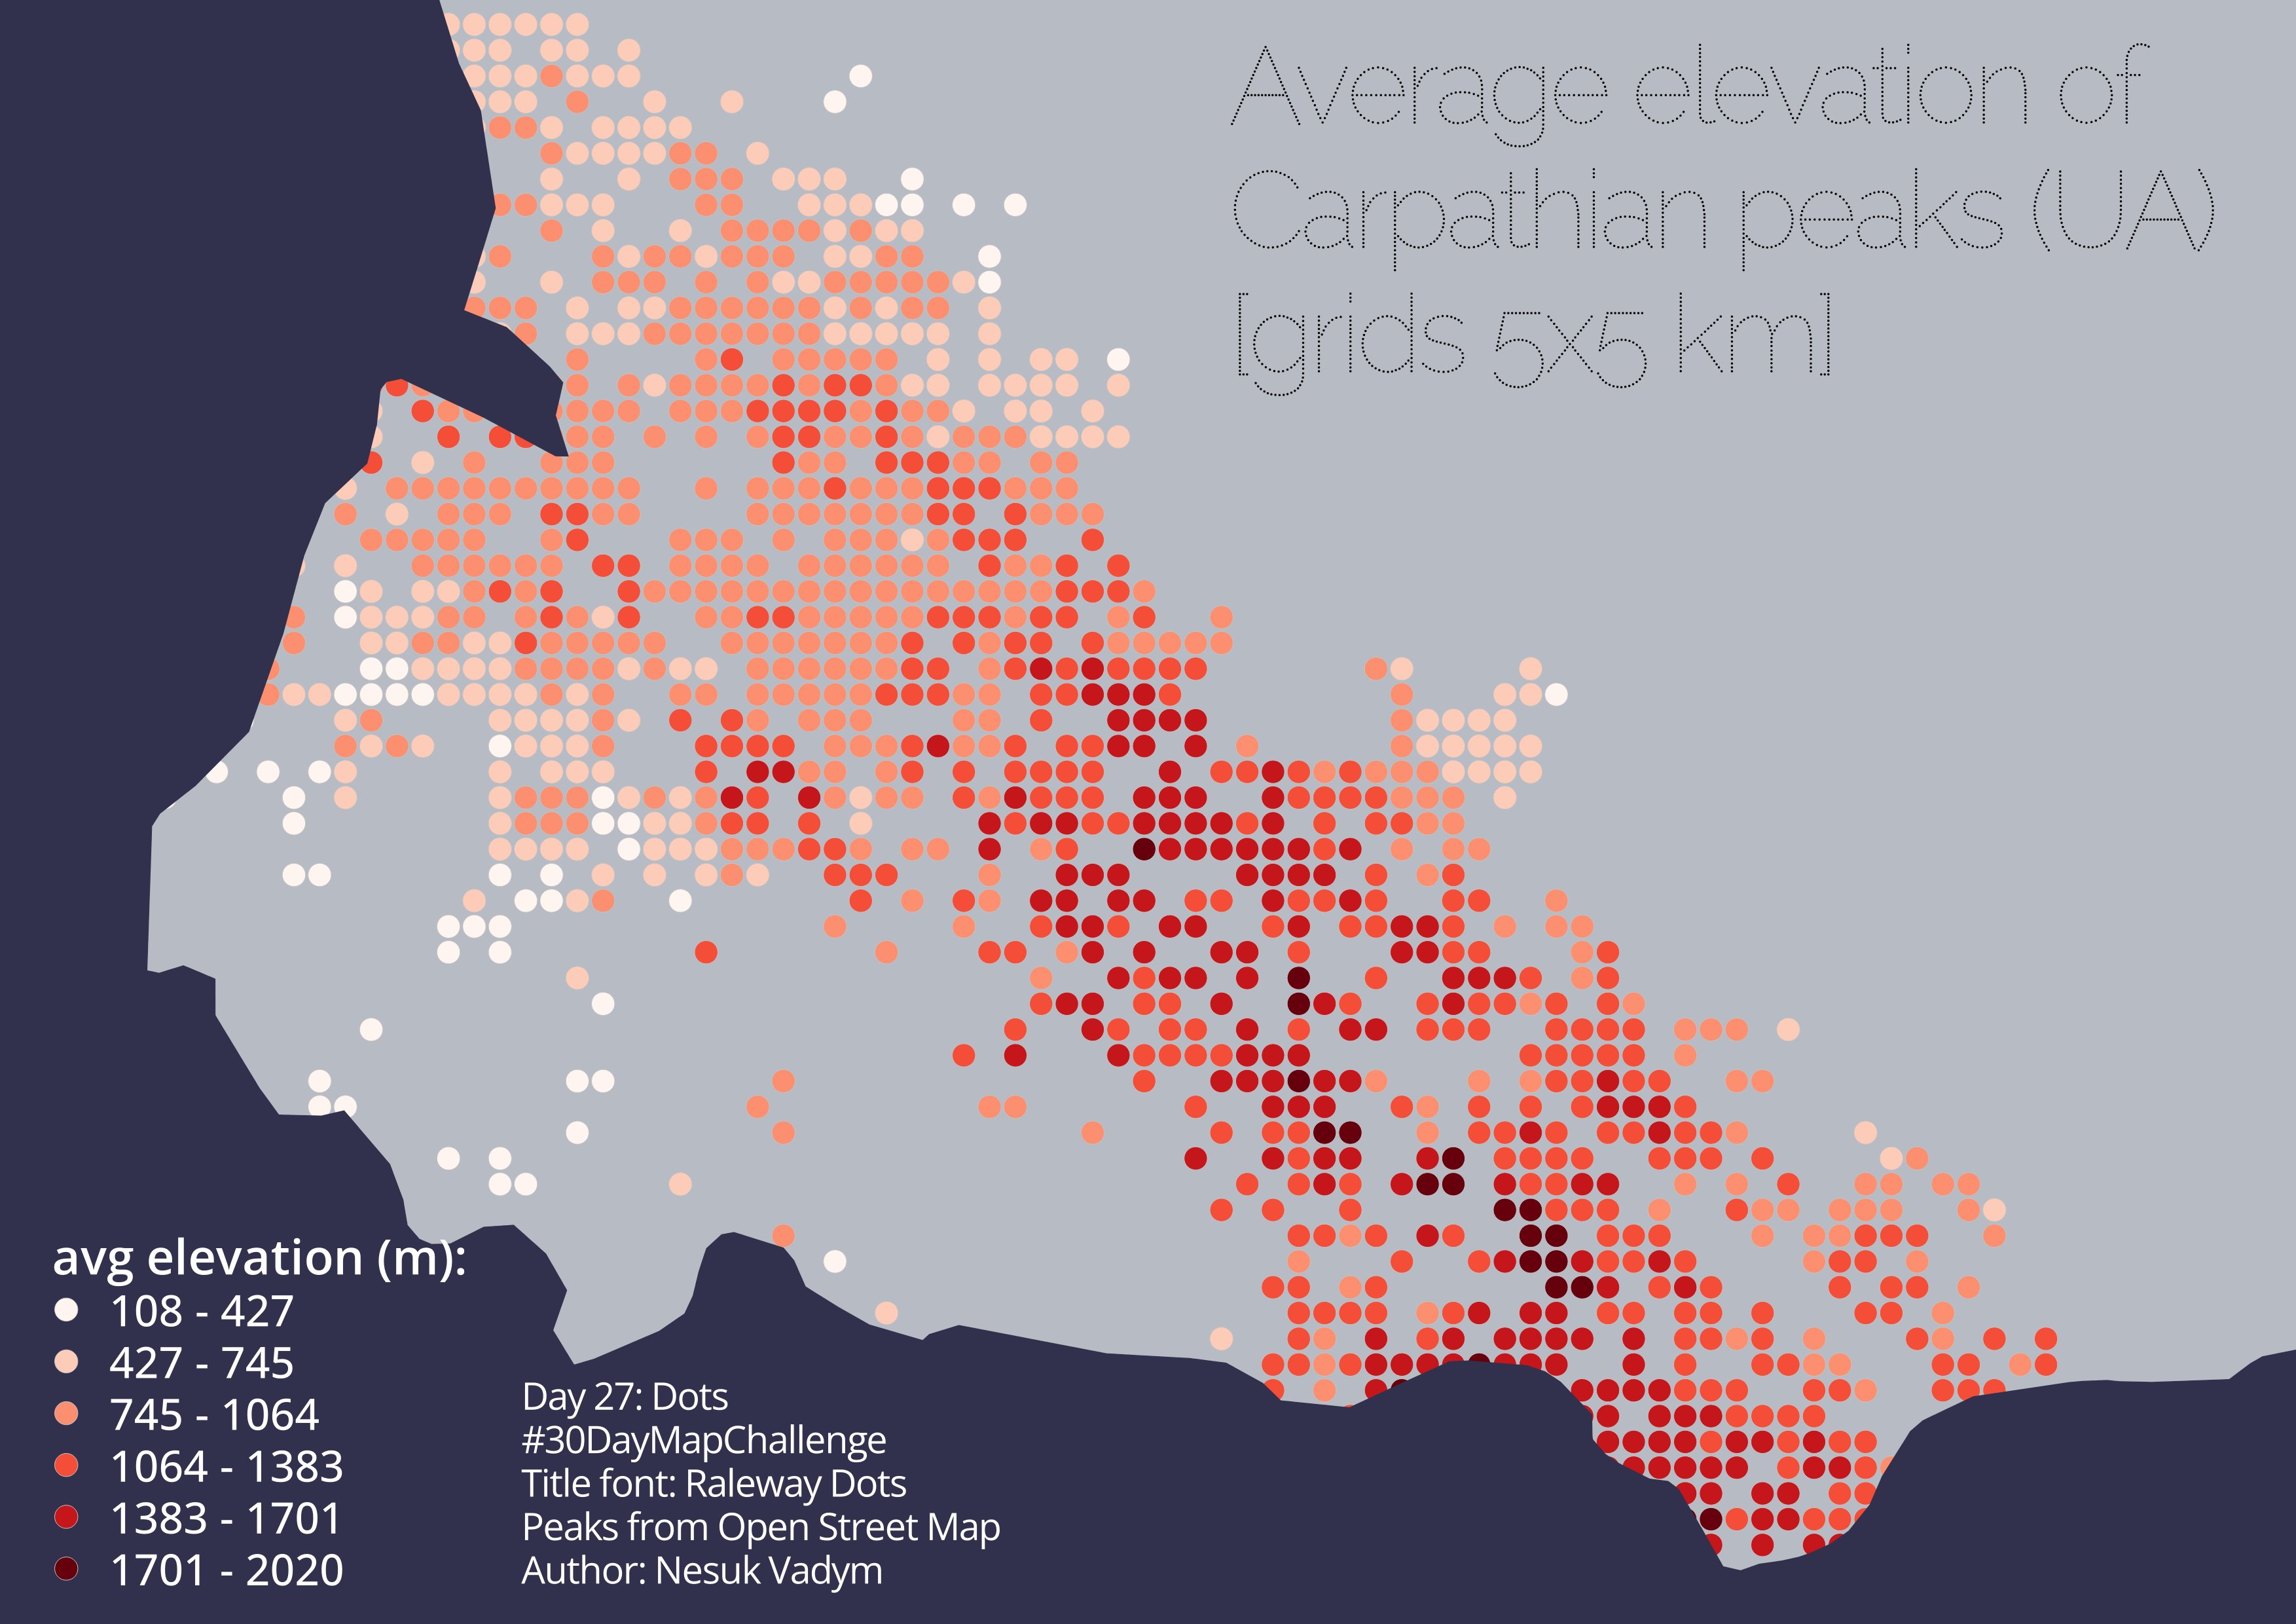 Average elevation of
Carpathian peaks (UA)
[grids 5x5 km]
avg elevation (m):
108 - 427
427 - 745
745 - 1064
1064 - 1383
1383 - 1701
1701 - 2020
Day 27: Dots
#30DayMapChallenge
Title font: Raleway Dots
Peaks from Open Street Map
Author: Nesuk Vadym